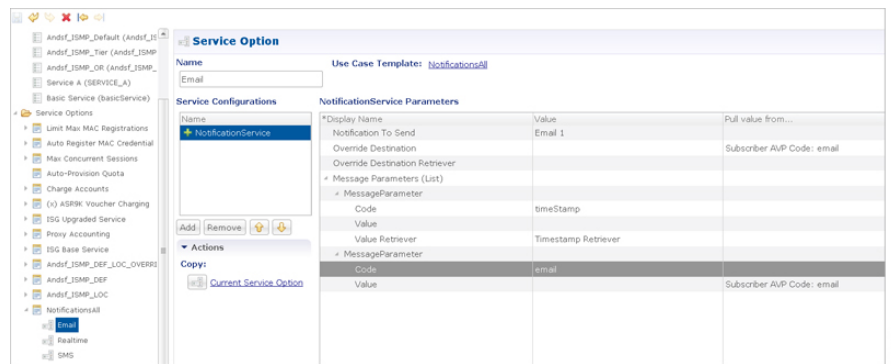 Andsf_ISMP_Default (Andsf_IS
Andsf_ISMP_Tier (Andsf_ISMP
Andsf_ISMP_OR (Andsf_ISMP_
Service A (SERVICE_A)
Basic Service (basicService)
Service Options
Limit Max MAC Registrations
Auto Register MAC Credential
Max Concurrent Sessions
Auto-Provision Quota
Charge Accounts
(x) ASR9K Voucher Charging
ISG Upgraded Service
Proxy Accounting
ISG Base Service
Andsf_ISMP_DEF_LOC_OVERRI
Andsf_ISMP_DEF
Andsf_ISMP_LOC
NotificationsAll
Email
Realtime
SMS
Service Option
Name
Use Case Template: NotificationsAll
Email
Service Configurations
Name
NotificationService
Add Remove
Actions
Copy:
Current Service Option
NotificationService Parameters
*Display Name Value Pull value from...
Notification To Send Email 1
Override Destination Subscriber AVP Code: email
Override Destination Retriever
Message Parameters (List)
MessageParameter
Code timeStamp
Value
Value Retriever Timestamp Retriever
MessageParameter
Code email
Value Subscriber AVP Code: email